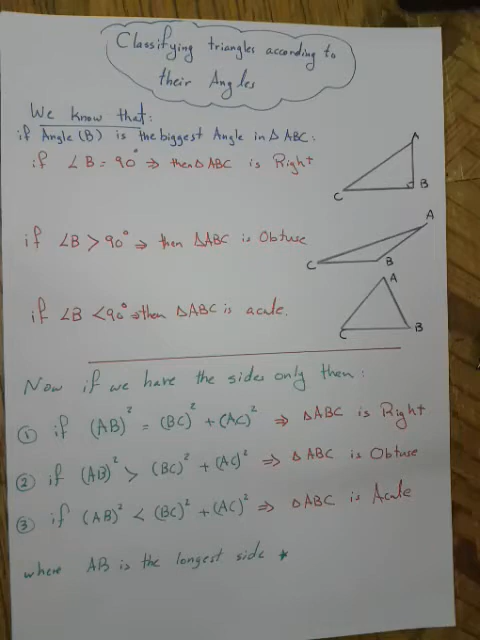 Classifying triangles according to
their Angles
We know that:
if Angle (B) is the biggest Angle in △ ABC:
if ∠B = 90° ⇒ then △ ABC is Right
A
C
B
if ∠B > 90° ⇒ then △ABC is Obtuse
A
C
B
if ∠B < 90° ⇒ then △ABC is acute.
A
C
B
Now if we have the sides only then:
① if (AB)² = (BC)² + (AC)² ⇒ △ABC is Right
② if (AB)² > (BC)² + (AC)² ⇒ △ABC is Obtuse
③ if (AB)² < (BC)² + (AC)² ⇒ △ABC is Acute
where AB is the longest side *